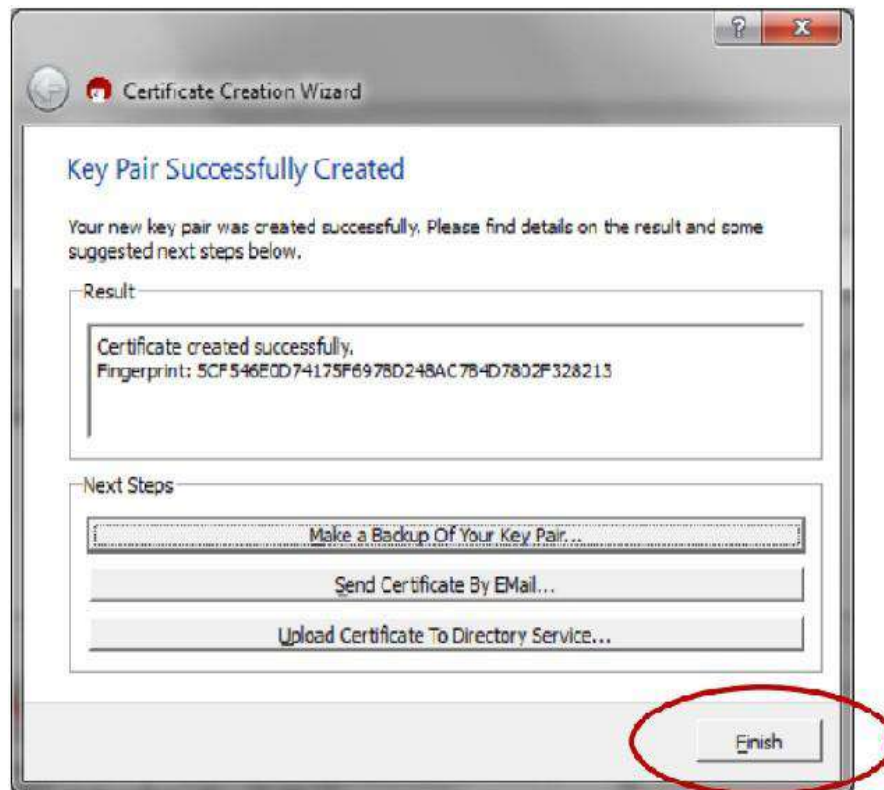 Certificate Creation Wizard
Key Pair Successfully Created
Your new key pair was created successfully. Please find details on the result and some
suggested next steps below.
Result
Certificate created successfully.
Fingerprint: 5CF546E0D74175F6978D248AC7B4D7802F328213
Next Steps
Make a Backup Of Your Key Pair...
Send Certificate By EMail...
Upload Certificate To Directory Service...
Finish